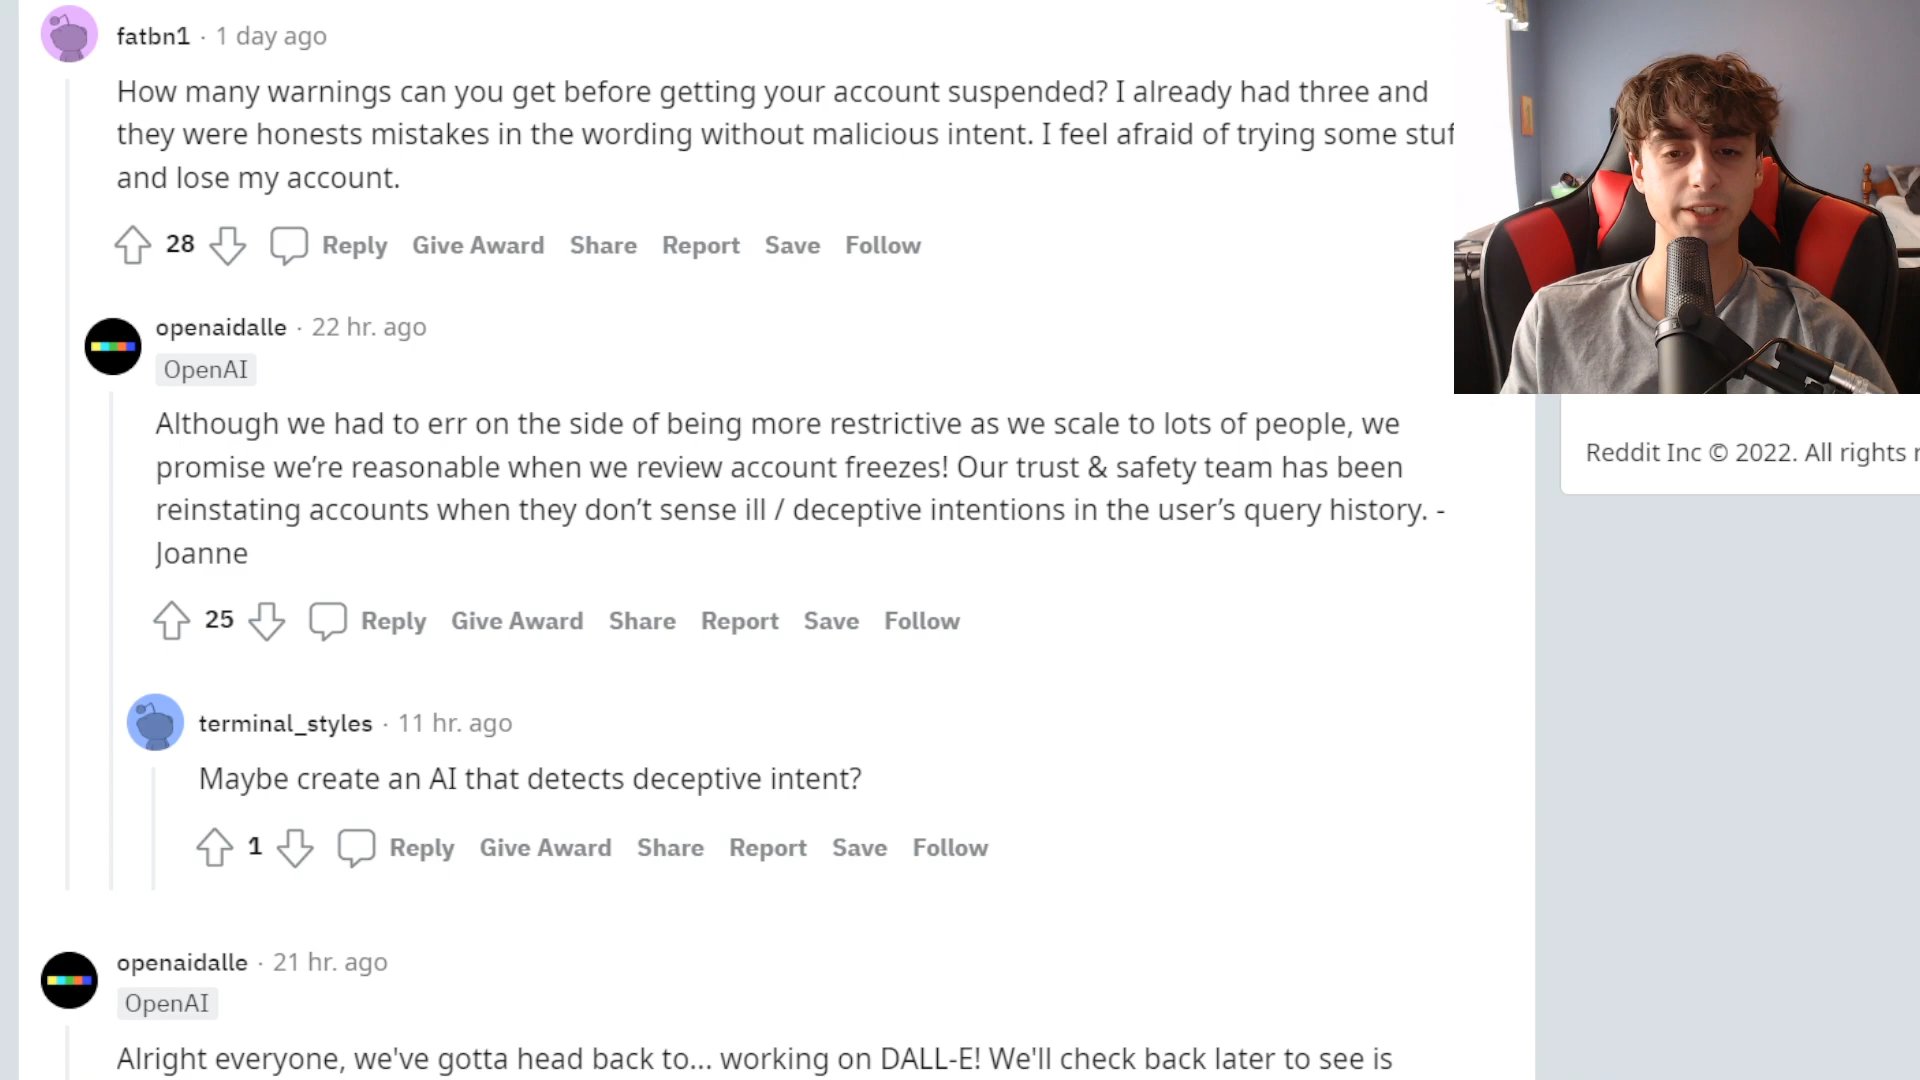 fatbn1 · 1 day ago
How many warnings can you get before getting your account suspended? I already had three and
they were honests mistakes in the wording without malicious intent. I feel afraid of trying some stuf
and lose my account.
28 Reply Give Award Share Report Save Follow
openaidalle · 22 hr. ago
OpenAI
Although we had to err on the side of being more restrictive as we scale to lots of people, we
promise we’re reasonable when we review account freezes! Our trust & safety team has been
reinstating accounts when they don’t sense ill / deceptive intentions in the user’s query history. -
Joanne
25 Reply Give Award Share Report Save Follow
terminal_styles · 11 hr. ago
Maybe create an AI that detects deceptive intent?
1 Reply Give Award Share Report Save Follow
openaidalle · 21 hr. ago
OpenAI
Alright everyone, we've gotta head back to... working on DALL-E! We'll check back later to see is
Reddit Inc © 2022. All rights